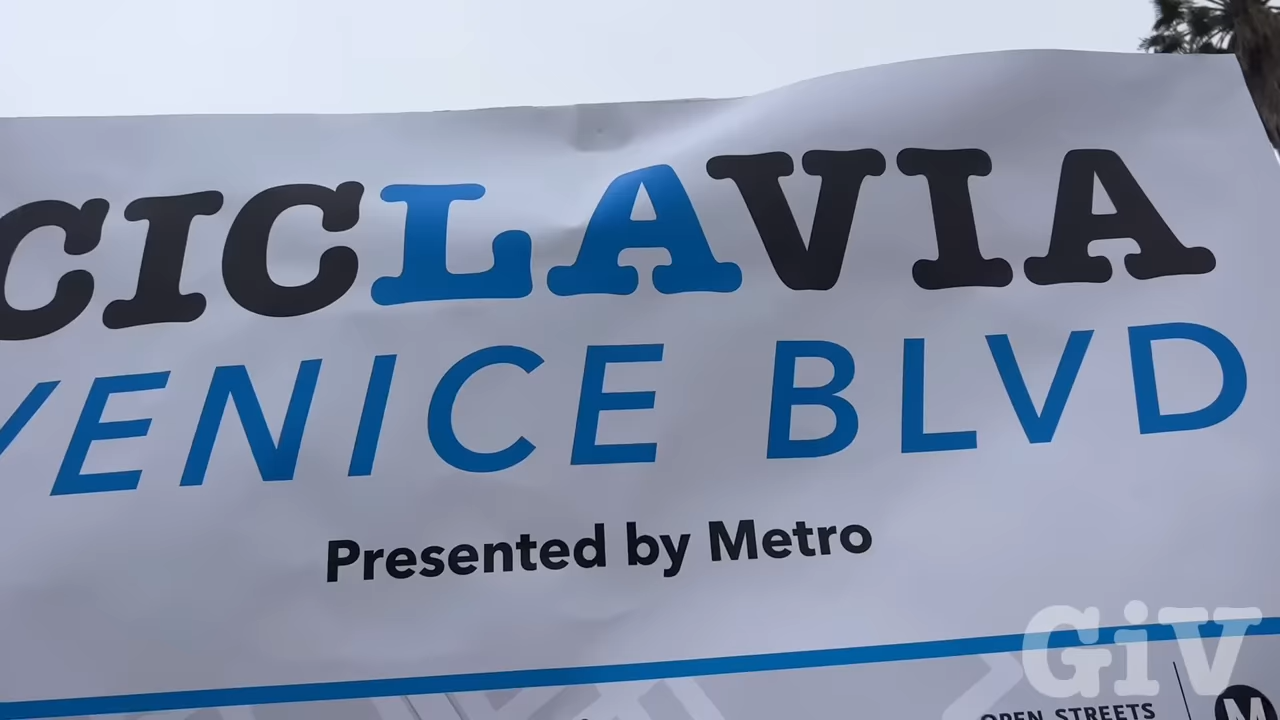 CICLAVIA
VENICE BLVD
Presented by Metro
GiV
OPEN STREETS
M